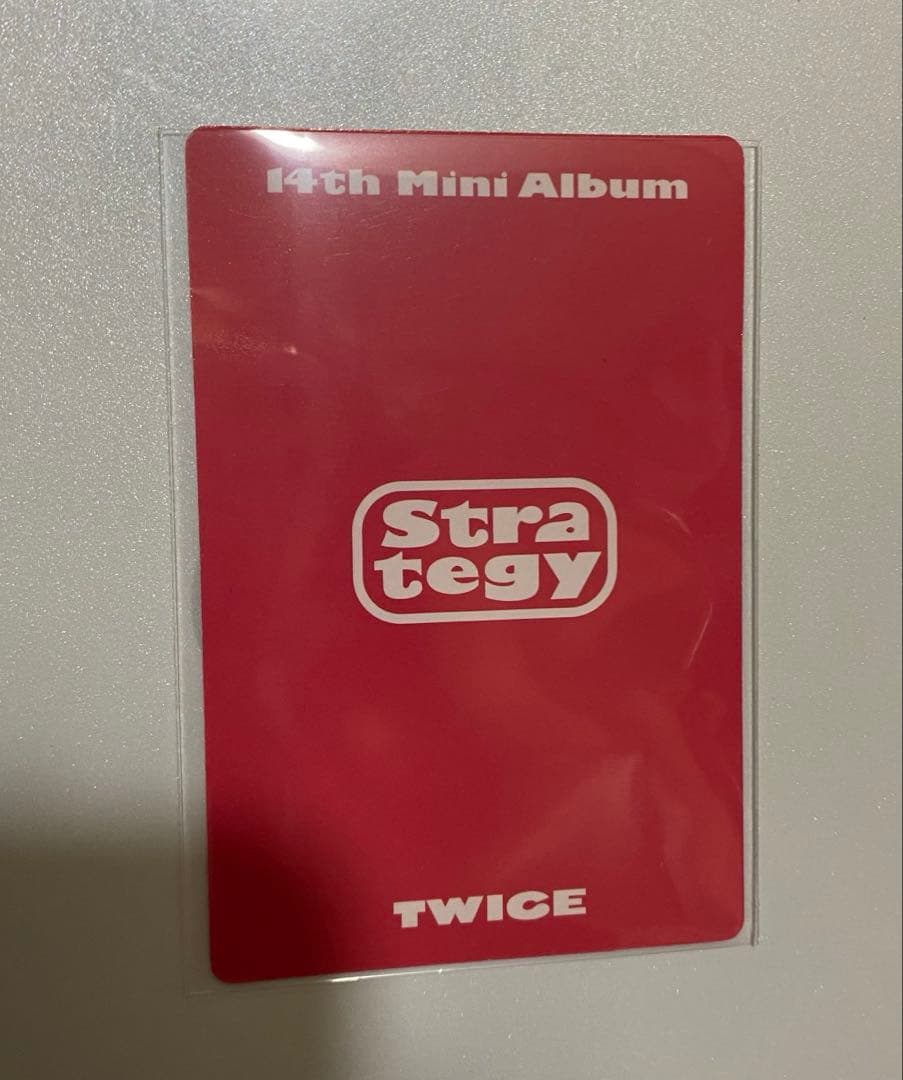 14th Mini Album
Stra
tegy
TWICE